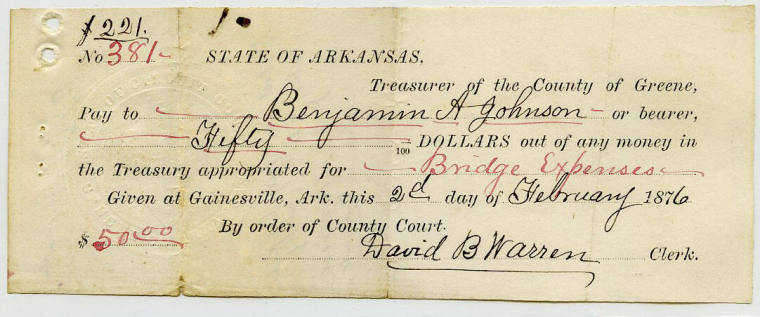 $ 221.
No 381-
STATE OF ARKANSAS.
Treasurer of the County of Greene,
Pay to Benjamin A Johnson - or bearer,
Fifty 100 DOLLARS out of any money in
the Treasury appropriated for Bridge Expenses
Given at Gainesville, Ark. this 2d day of February 1876
$ 50.00 By order of County Court.
David B Warren Clerk.